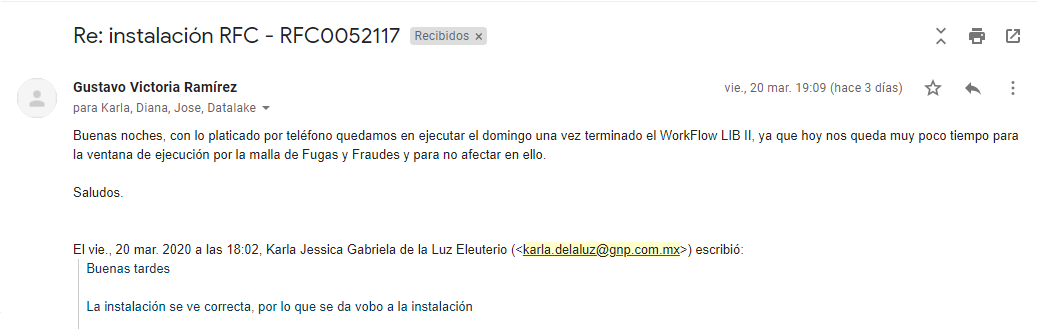 Re: instalación RFC - RFC0052117 Recibidos x
Gustavo Victoria Ramírez vie., 20 mar. 19:09 (hace 3 días)
para Karla, Diana, Jose, Datalake
Buenas noches, con lo platicado por teléfono quedamos en ejecutar el domingo una vez terminado el WorkFlow LIB II, ya que hoy nos queda muy poco tiempo para
la ventana de ejecución por la malla de Fugas y Fraudes y para no afectar en ello.
Saludos.
El vie., 20 mar. 2020 a las 18:02, Karla Jessica Gabriela de la Luz Eleuterio (<karla.delaluz@gnp.com.mx>) escribió:
Buenas tardes
La instalación se ve correcta, por lo que se da vobo a la instalación